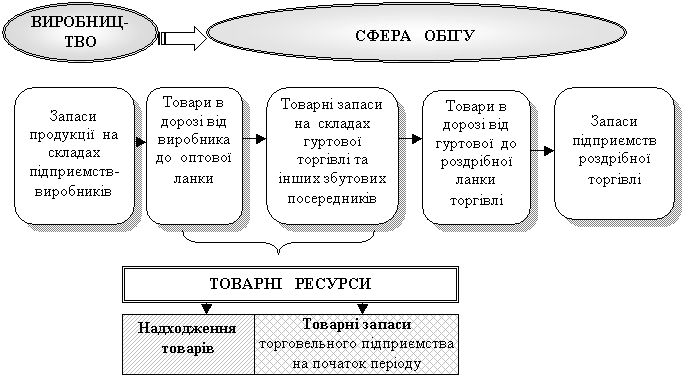 ВИРОБНИЦ-
ТВО
СФЕРА ОБІГУ
Запаси
продукції на
складах
підприємств-
виробників
Товари в
дорозі від
виробника
до оптової
ланки
Товарні запаси
на складах
гуртової
торгівлі та
інших збутових
посередників
Товари в
дорозі від
гуртової до
роздрібної
ланки
торгівлі
Запаси
підприємств
роздрібної
торгівлі
ТОВАРНІ РЕСУРСИ
Надходження
товарів
Товарні запаси
торговельного підприємства
на початок періоду